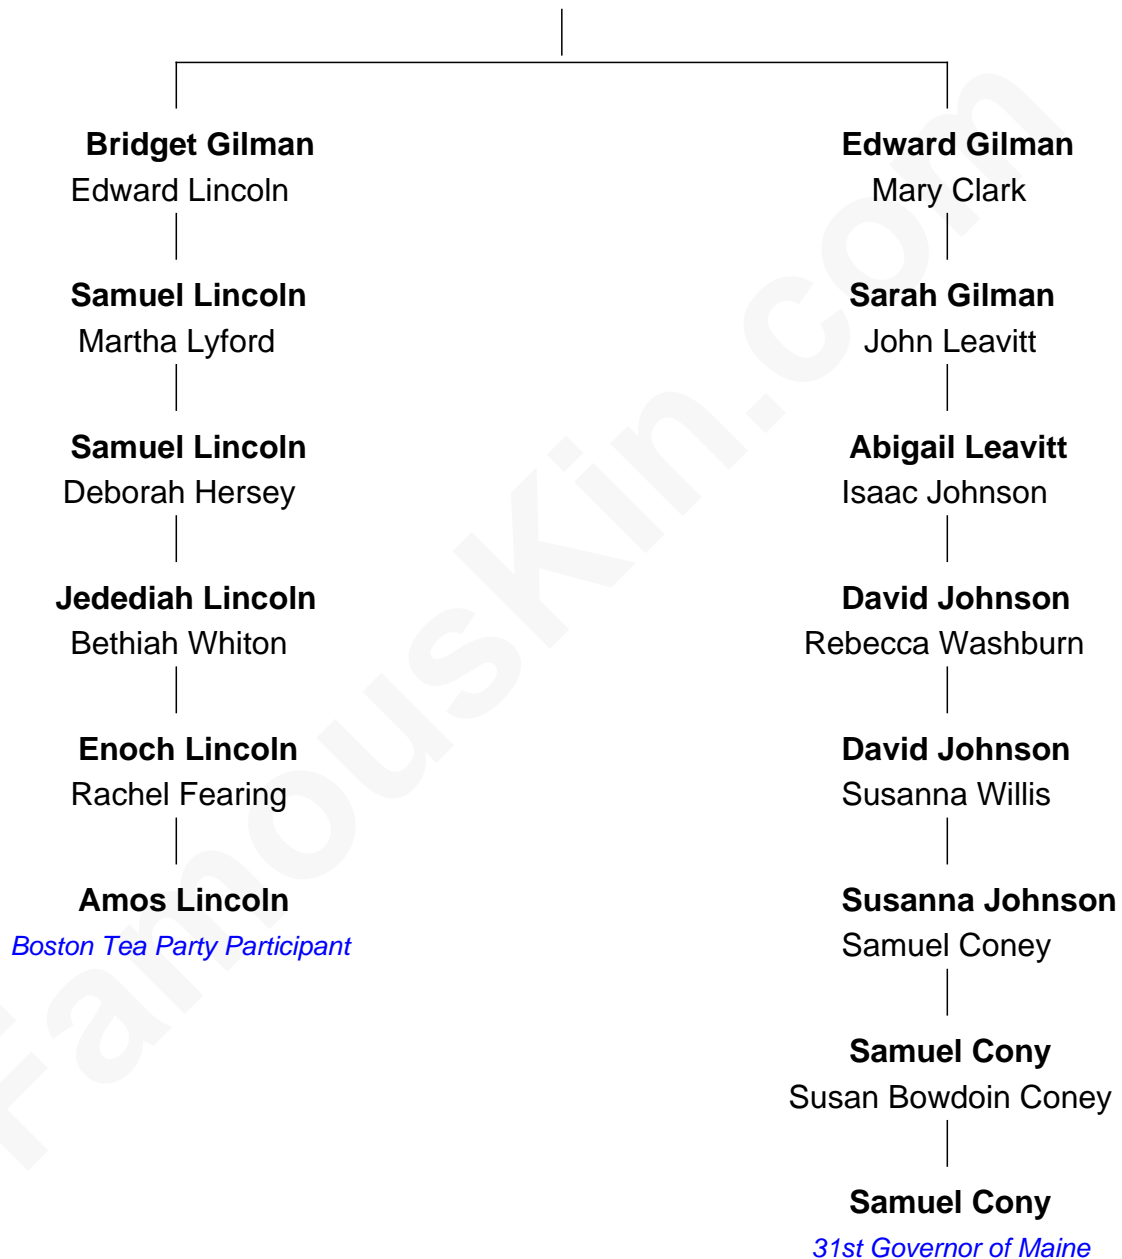 Bridget Gilman
Edward Lincoln
Samuel Lincoln
Martha Lyford
Samuel Lincoln
Deborah Hersey
Jedediah Lincoln
Bethiah Whiton
Enoch Lincoln
Rachel Fearing
Amos Lincoln
Boston Tea Party Participant
Edward Gilman
Mary Clark
Sarah Gilman
John Leavitt
Abigail Leavitt
Isaac Johnson
David Johnson
Rebecca Washburn
David Johnson
Susanna Willis
Susanna Johnson
Samuel Coney
Samuel Cony
Susan Bowdoin Coney
Samuel Cony
31st Governor of Maine
FamousKin.com